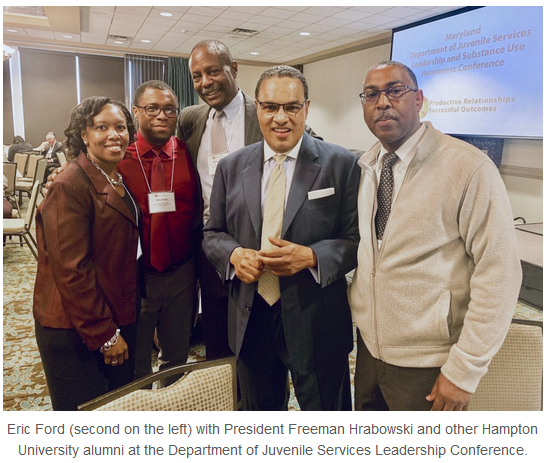 Maryland
Department of Juvenile Services
Leadership and Substance Use
Awareness Conference
Productive Relationships
Successful Outcomes
Eric Ford (second on the left) with President Freeman Hrabowski and other Hampton
University alumni at the Department of Juvenile Services Leadership Conference.